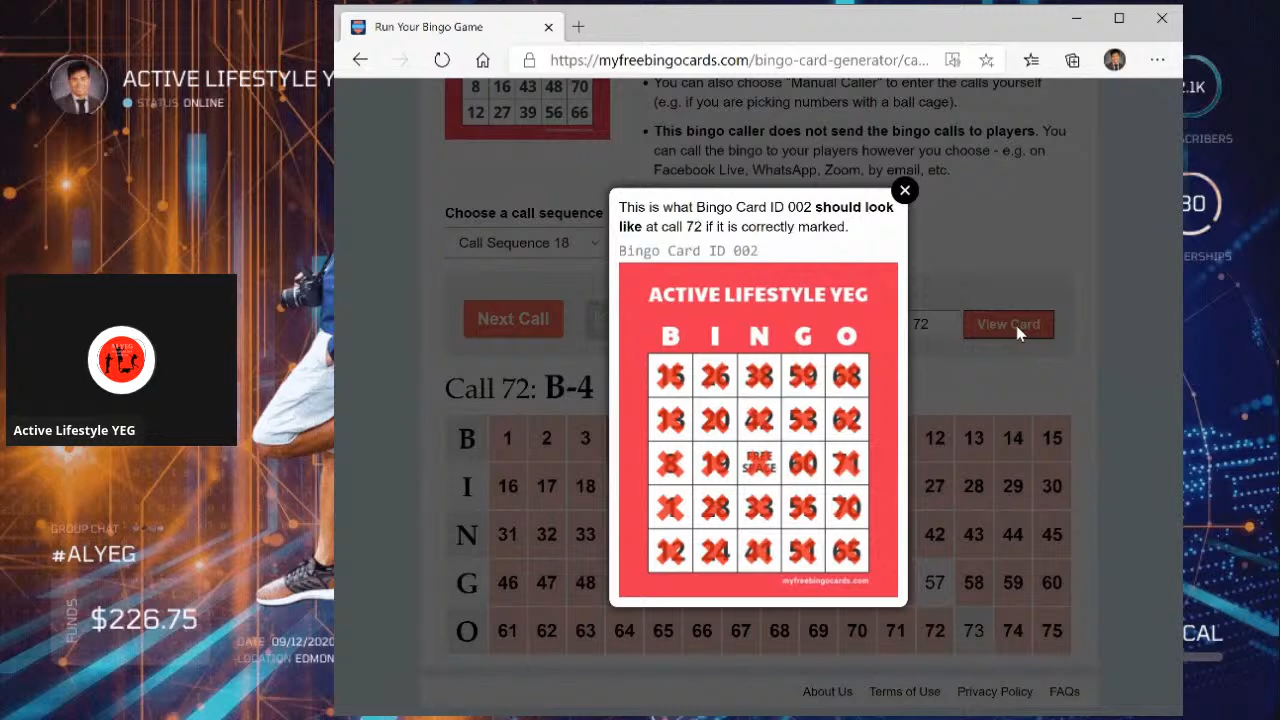 Run Your Bingo Game
https://myfreebingocards.com/bingo-card-generator/ca...
ACTIVE LIFESTYLE Y
STATUS ONLINE
2.1K
8 16 43 48 70
12 27 39 56 66
You can also choose "Manual Caller" to enter the calls yourself
(e.g. if you are picking numbers with a ball cage).
This bingo caller does not send the bingo calls to players. You
can call the bingo to your players however you choose - e.g. on
Facebook Live, WhatsApp, Zoom, by email, etc.
This is what Bingo Card ID 002 should look
like at call 72 if it is correctly marked.
Bingo Card ID 002
ACTIVE LIFESTYLE YEG
B I N G O
15 26 38 59 68
13 20 42 53 62
8 19 FREE SPACE 60 71
1 28 33 55 70
12 24 41 51 65
myfreebingocards.com
Choose a call sequence
Call Sequence 18
Next Call
72
View Card
Call 72: B-4
B 1 2 3 12 13 14 15
I 16 17 18 27 28 29 30
N 31 32 33 42 43 44 45
G 46 47 48 57 58 59 60
O 61 62 63 64 65 66 67 68 69 70 71 72 73 74 75
About Us Terms of Use Privacy Policy FAQs
Active Lifestyle YEG
GROUP CHAT
#ALYEG
FUNDS
$226.75
DATE 09/12/2020
LOCATION EDMON
CAL